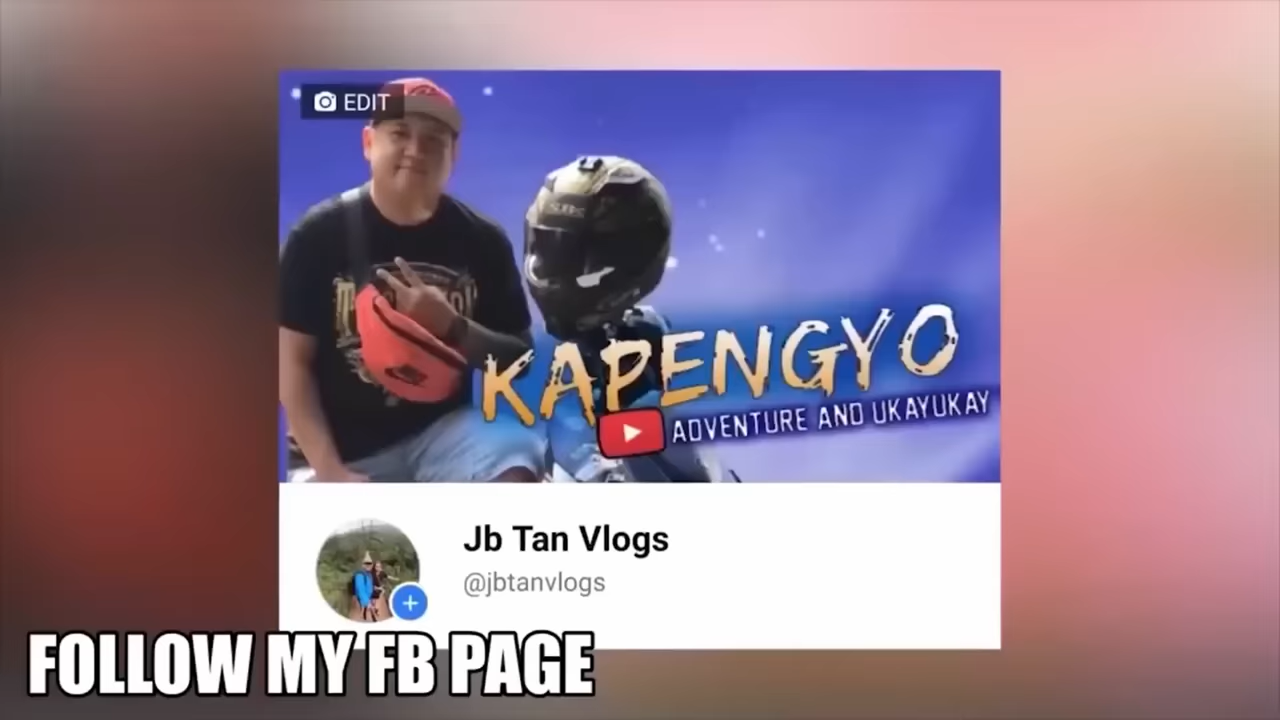 EDIT
KAPENGYO
ADVENTURE AND UKAYUKAY
Jb Tan Vlogs
@jbtanvlogs
FOLLOW MY FB PAGE